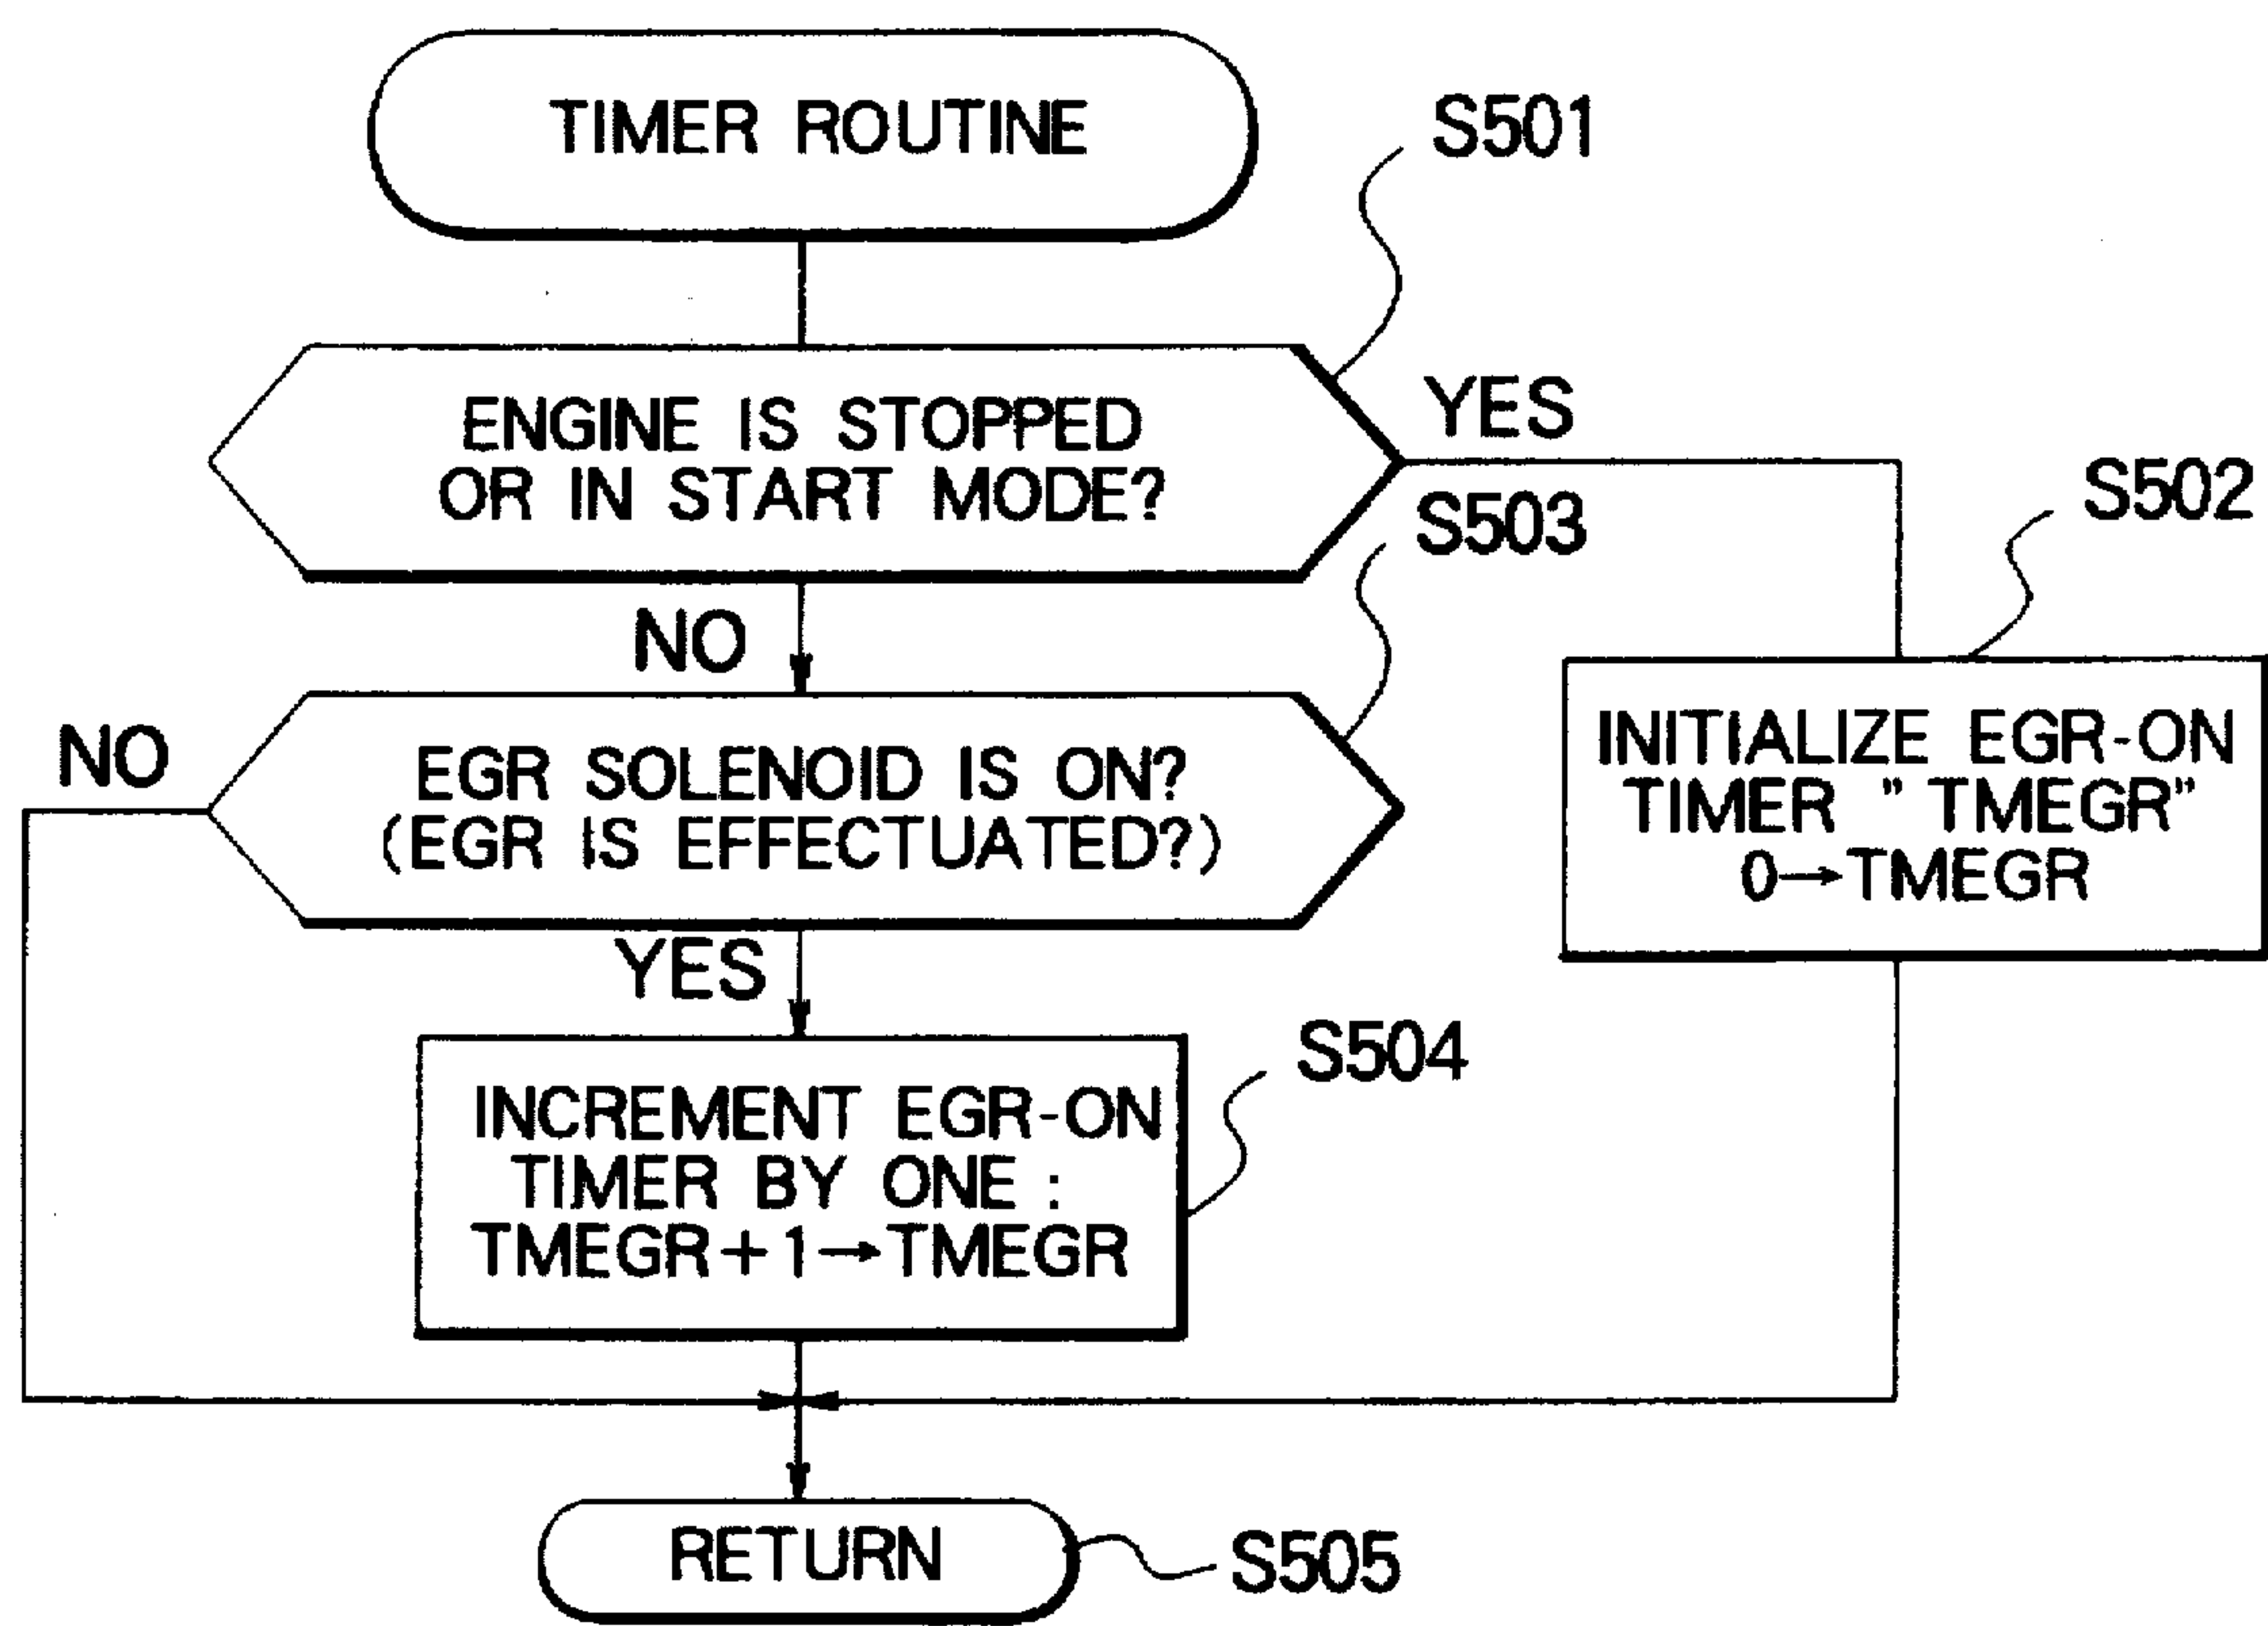 TIMER ROUTINE
S501
ENGINE IS STOPPED
OR IN START MODE?
YES
S502
S503
NO
INITIALIZE EGR-ON
TIMER " TMEGR"
0→TMEGR
NO
EGR SOLENOID IS ON?
(EGR IS EFFECTUATED?)
YES
S504
INCREMENT EGR-ON
TIMER BY ONE :
TMEGR+1→TMEGR
RETURN
S505